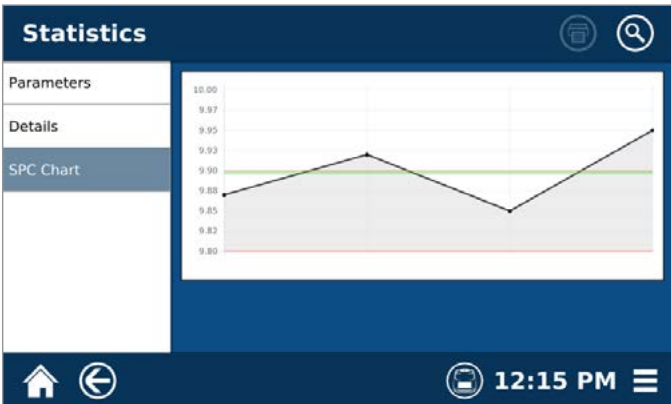 Statistics
Parameters
Details
SPC Chart
10.00
9.97
9.95
9.93
9.90
9.88
9.85
9.82
9.80
12:15 PM